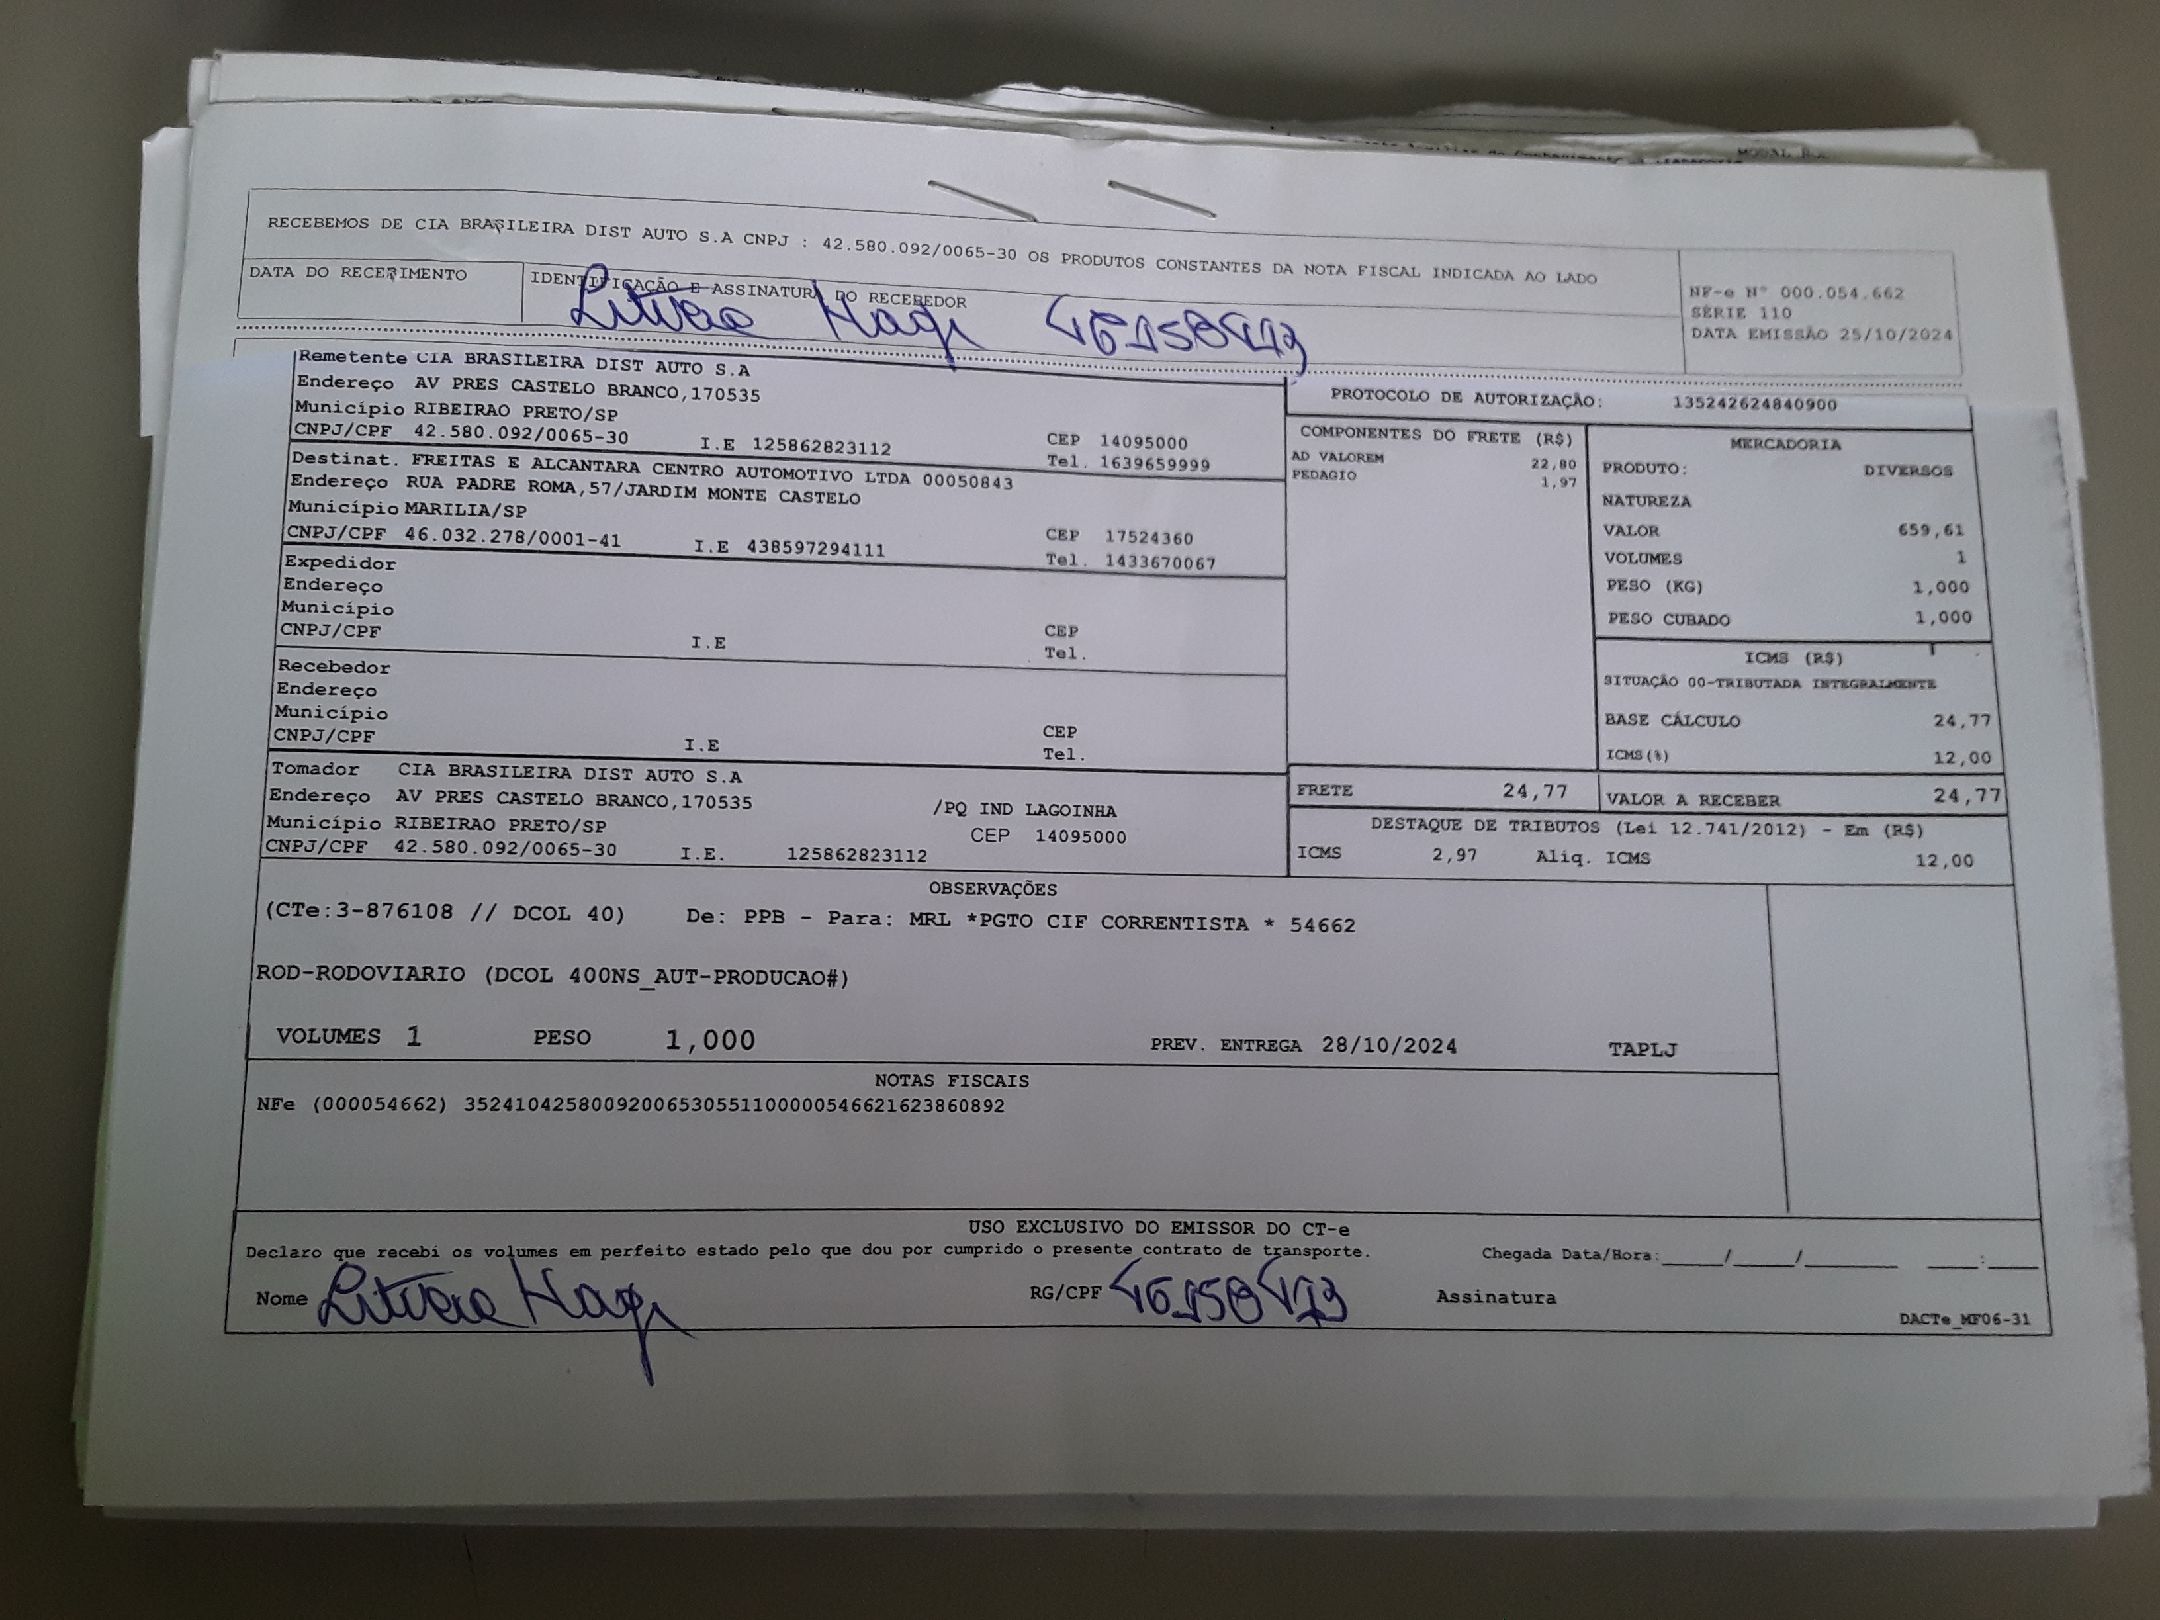 RECEBEMOS DE CIA BRASILEIRA DIST AUTO S.A CNPJ : 42.580.092/0065-30 OS PRODUTOS CONSTANTES DA NOTA FISCAL INDICADA AO LADO
DATA DO RECEBIMENTO
IDENTIFICAÇÃO E ASSINATURA DO RECEBEDOR
NF-e Nº 000.054.662
SÉRIE 110
DATA EMISSÃO 25/10/2024
Remetente CIA BRASILEIRA DIST AUTO S.A
Endereço AV PRES CASTELO BRANCO,170535
Município RIBEIRAO PRETO/SP
CNPJ/CPF 42.580.092/0065-30 I.E 125862823112 CEP 14095000
Tel. 1639659999
Destinat. FREITAS E ALCANTARA CENTRO AUTOMOTIVO LTDA 00050843
Endereço RUA PADRE ROMA,57/JARDIM MONTE CASTELO
Município MARILIA/SP
CNPJ/CPF 46.032.278/0001-41 I.E 438597294111 CEP 17524360
Tel. 1433670067
Expedidor
Endereço
Município
CNPJ/CPF I.E CEP
Tel.
Recebedor
Endereço
Município
CNPJ/CPF I.E CEP
Tel.
Tomador CIA BRASILEIRA DIST AUTO S.A
Endereço AV PRES CASTELO BRANCO,170535 /PQ IND LAGOINHA
Município RIBEIRAO PRETO/SP CEP 14095000
CNPJ/CPF 42.580.092/0065-30 I.E. 125862823112
PROTOCOLO DE AUTORIZAÇÃO: 135242624840900
COMPONENTES DO FRETE (R$)
AD VALOREM 22,80
PEDAGIO 1,97
MERCADORIA
PRODUTO: DIVERSOS
NATUREZA
VALOR 659,61
VOLUMES 1
PESO (KG) 1,000
PESO CUBADO 1,000
ICMS (R$)
SITUAÇÃO 00-TRIBUTADA INTEGRALMENTE
BASE CÁLCULO 24,77
ICMS(%) 12,00
FRETE 24,77
VALOR A RECEBER 24,77
DESTAQUE DE TRIBUTOS (Lei 12.741/2012) - Em (R$)
ICMS 2,97 Aliq. ICMS 12,00
OBSERVAÇÕES
(CTe:3-876108 // DCOL 40) De: PPB - Para: MRL *PGTO CIF CORRENTISTA * 54662
ROD-RODOVIARIO (DCOL 400NS_AUT-PRODUCAO#)
VOLUMES 1 PESO 1,000 PREV. ENTREGA 28/10/2024 TAPLJ
NOTAS FISCAIS
NFe (000054662) 35241042580092006530551100000546621623860892
USO EXCLUSIVO DO EMISSOR DO CT-e
Declaro que recebi os volumes em perfeito estado pelo que dou por cumprido o presente contrato de transporte. Chegada Data/Hora:_____/_____/_______ ____:____
Nome RG/CPF Assinatura
DACTe_MF06-31